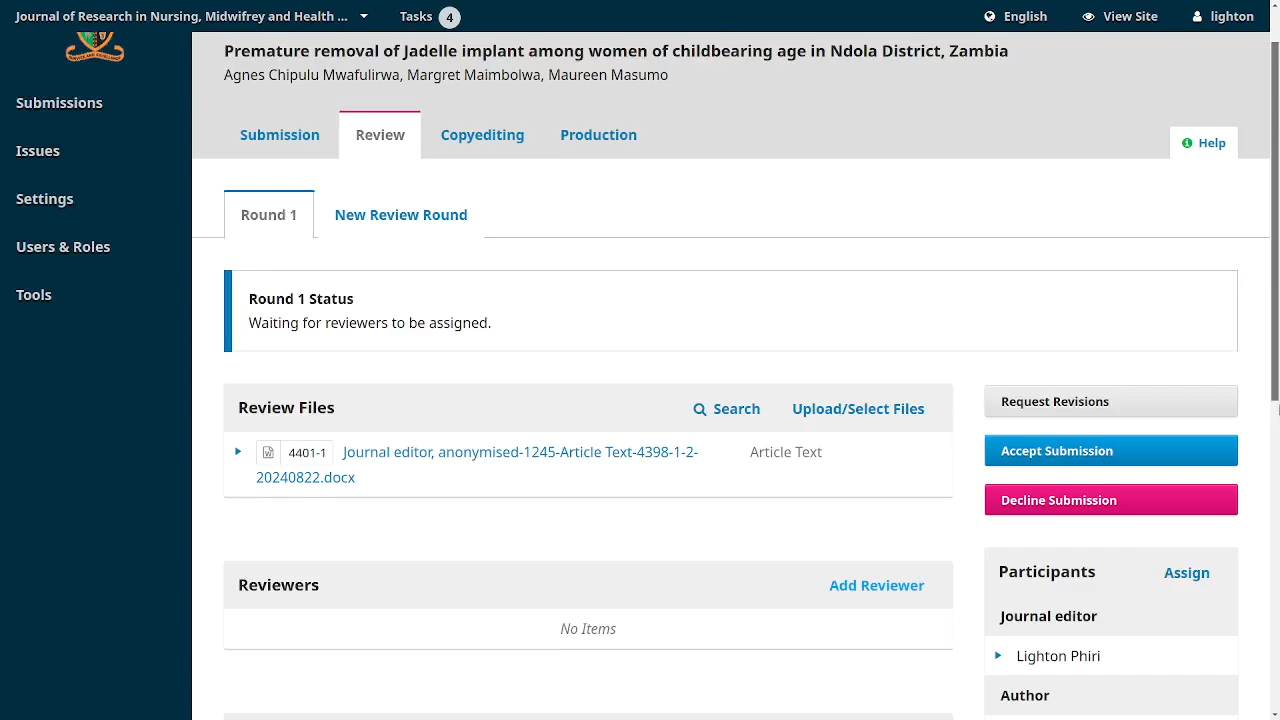 Journal of Research in Nursing, Midwifrey and Health ...
Tasks 4
English
View Site
lighton
Premature removal of Jadelle implant among women of childbearing age in Ndola District, Zambia
Agnes Chipulu Mwafulirwa, Margret Maimbolwa, Maureen Masumo
Submissions
Issues
Settings
Users & Roles
Tools
Submission
Review
Copyediting
Production
Help
Round 1
New Review Round
Round 1 Status
Waiting for reviewers to be assigned.
Review Files
Search
Upload/Select Files
4401-1 Journal editor, anonymised-1245-Article Text-4398-1-2-
20240822.docx
Article Text
Reviewers
Add Reviewer
No Items
Request Revisions
Accept Submission
Decline Submission
Participants
Assign
Journal editor
Lighton Phiri
Author